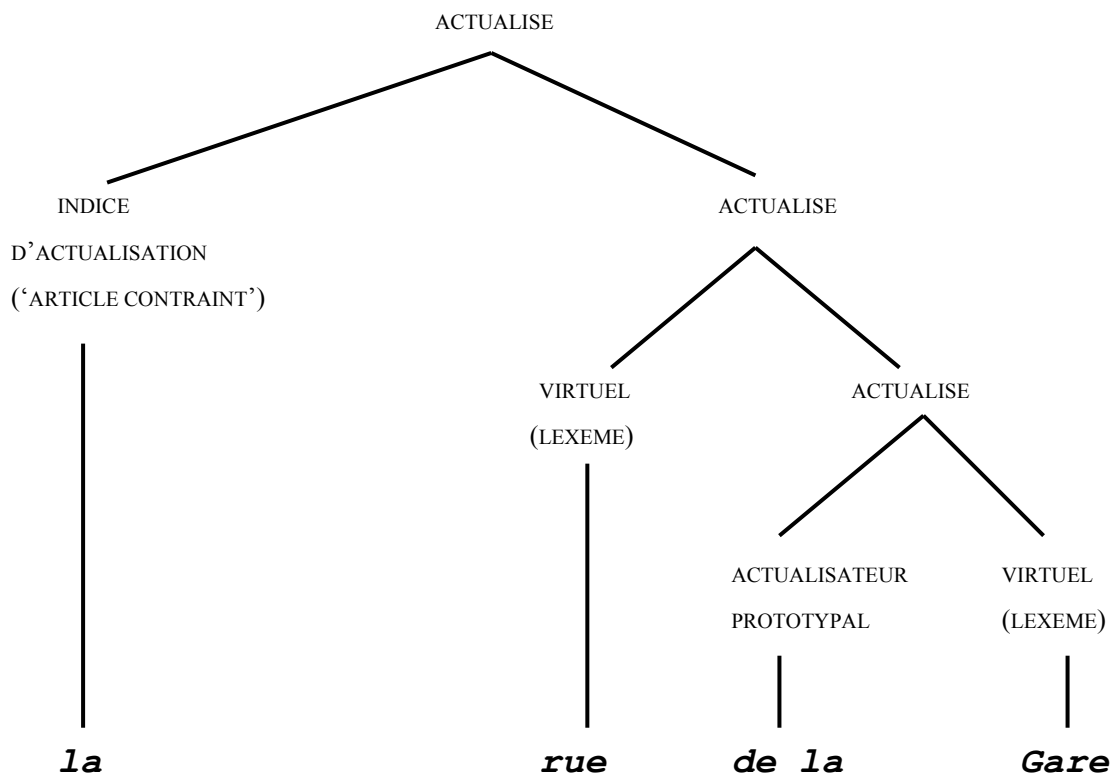 ACTUALISE
INDICE
D’ACTUALISATION
(‘ARTICLE CONTRAINT’)
ACTUALISE
VIRTUEL
(LEXEME)
ACTUALISE
ACTUALISATEUR
PROTOTYPAL
VIRTUEL
(LEXEME)
la rue de la Gare